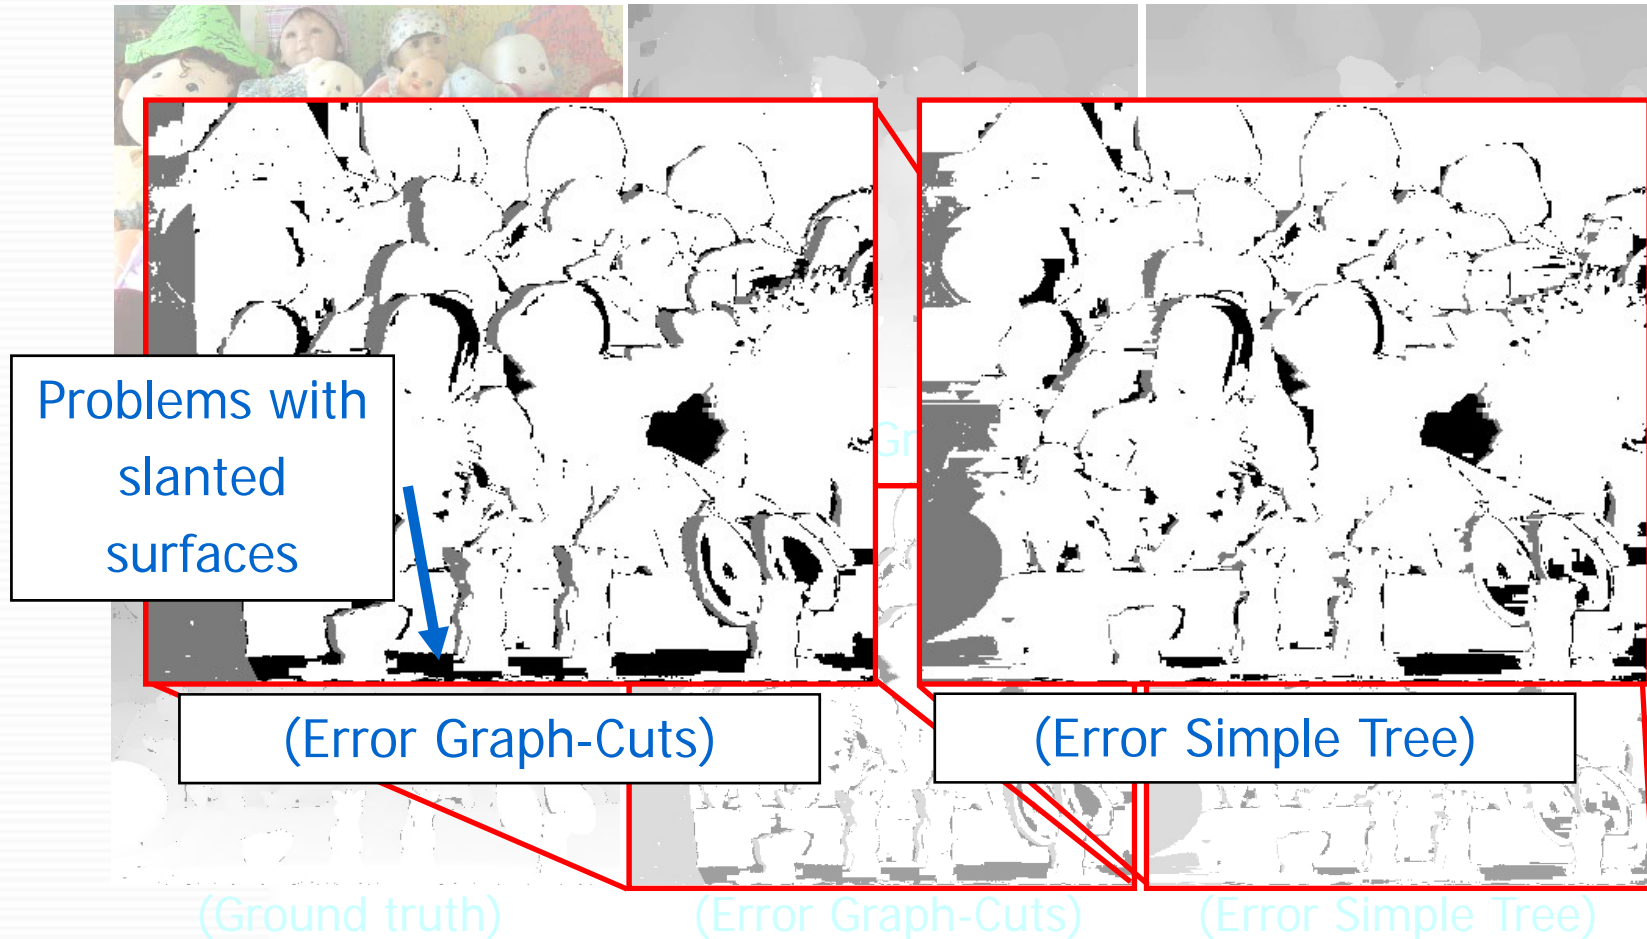 Problems with
slanted
surfaces
(Error Graph-Cuts)
(Error Simple Tree)
(Ground truth)
(Error Graph-Cuts)
(Error Simple Tree)